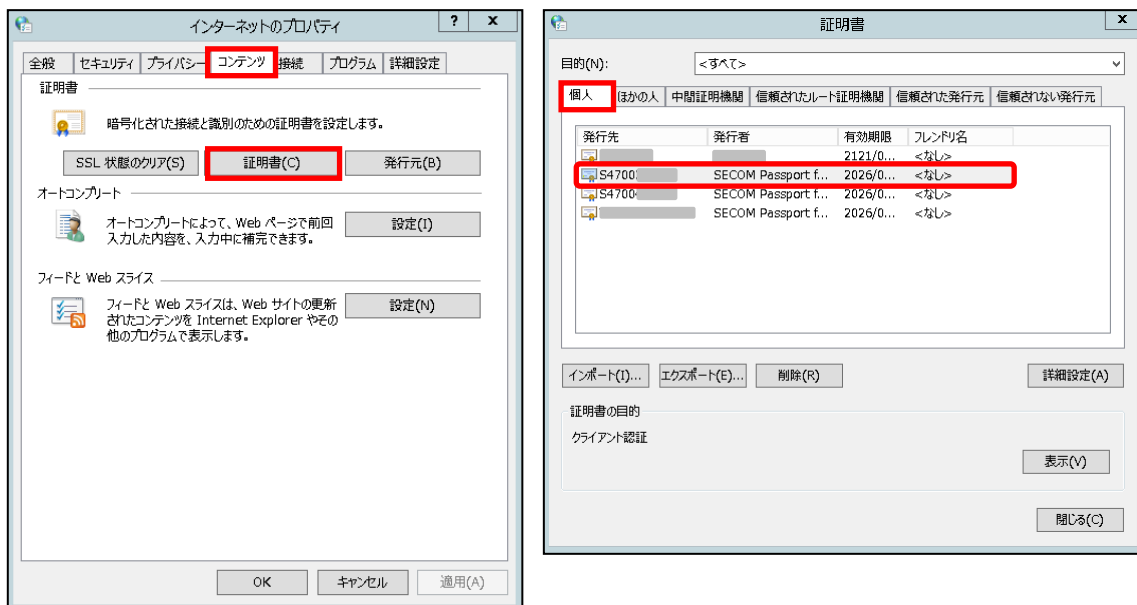 インターネットのプロパティ
?
x
全般
セキュリティ
プライバシー
コンテンツ
接続
プログラム
詳細設定
証明書
暗号化された接続と識別のための証明書を設定します。
SSL 状態のクリア(S)
証明書(C)
発行元(B)
オートコンプリート
オートコンプリートによって、Web ページで前回
入力した内容を、入力中に補完できます。
設定(I)
フィードと Web スライス
フィードと Web スライスは、Web サイトの更新
されたコンテンツを Internet Explorer やその
他のプログラムで表示します。
設定(N)
OK
キャンセル
適用(A)
証明書
x
目的(N):
<すべて>
個人
ほかの人
中間証明機関
信頼されたルート証明機関
信頼された発行元
信頼されない発行元
発行先
発行者
有効期限
フレンドリ名
2121/0...
<なし>
S4700
SECOM Passport f...
2026/0...
<なし>
S4700
SECOM Passport f...
2026/0...
<なし>
SECOM Passport f...
2026/0...
<なし>
インポート(I)...
エクスポート(E)...
削除(R)
詳細設定(A)
証明書の目的
クライアント認証
表示(V)
閉じる(C)